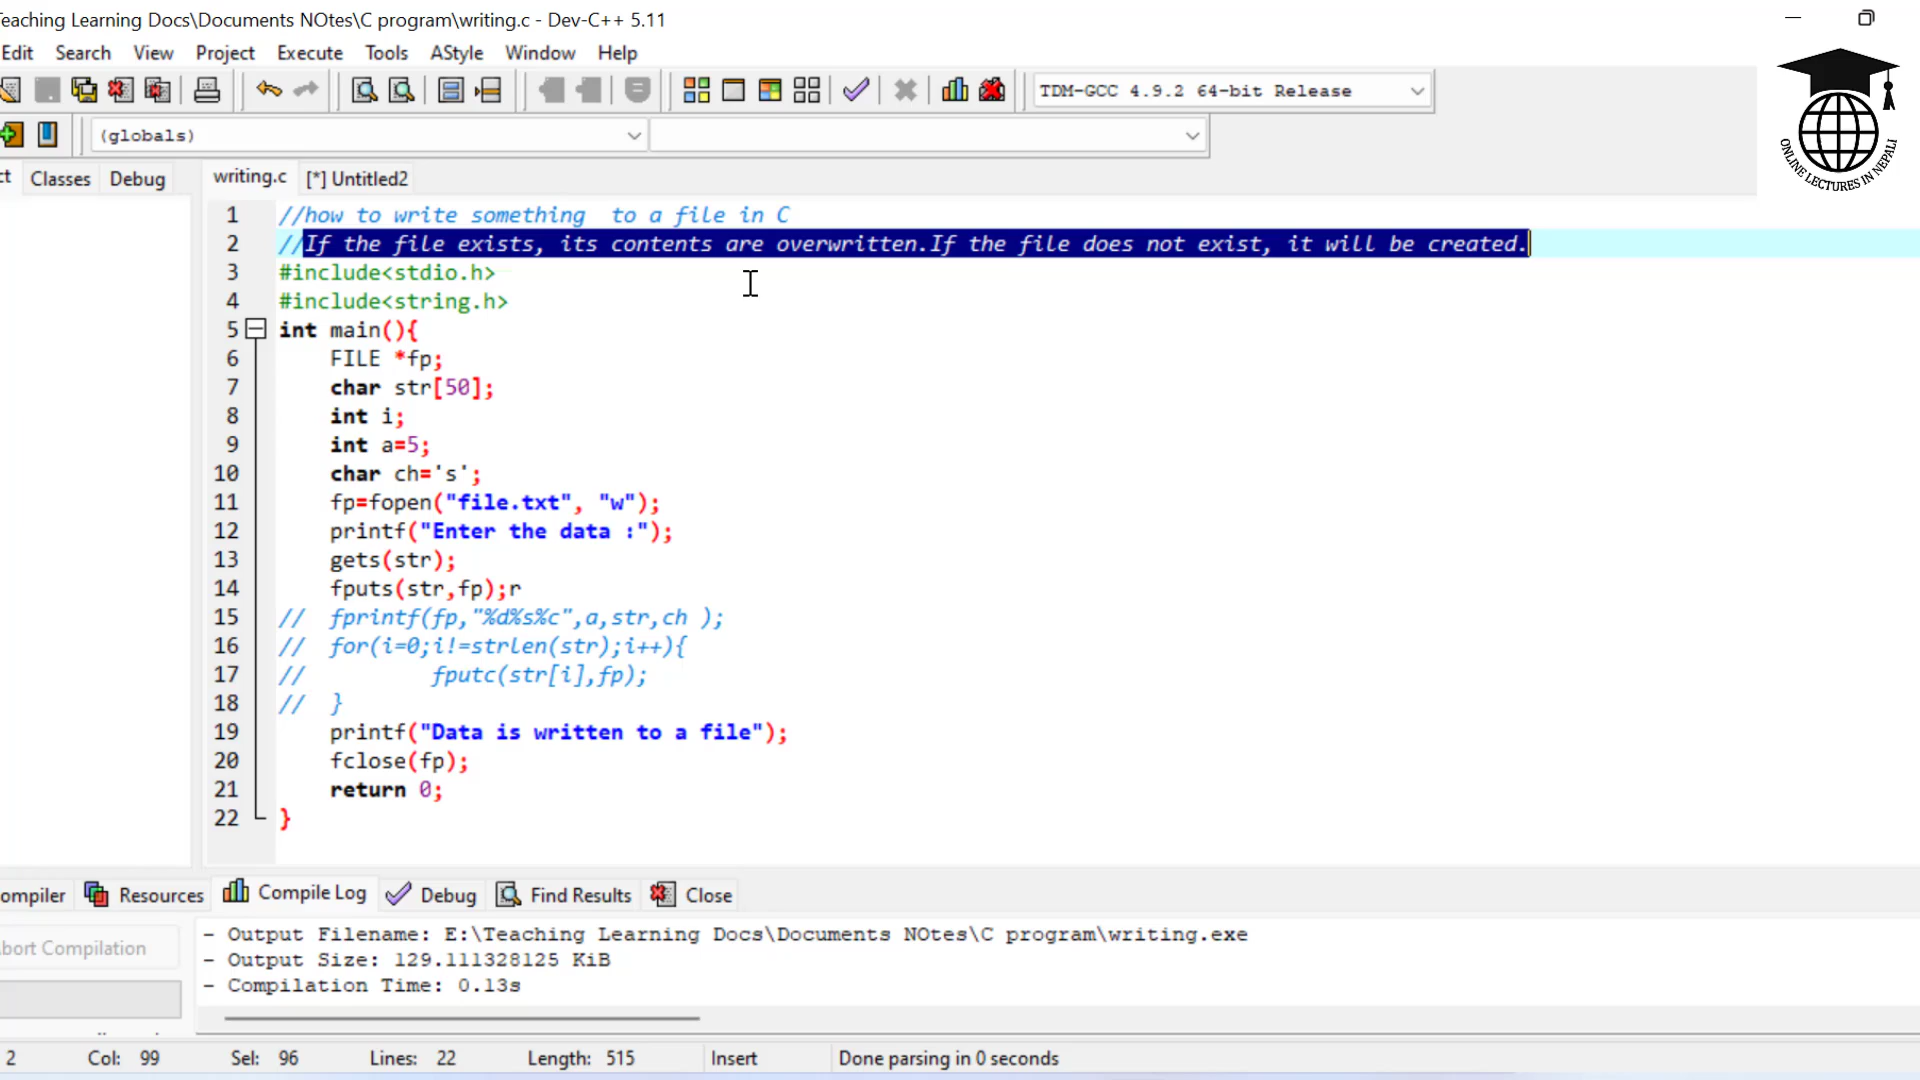 Teaching Learning Docs\Documents NOtes\C program\writing.c - Dev-C++ 5.11
Edit Search View Project Execute Tools AStyle Window Help
TDM-GCC 4.9.2 64-bit Release
(globals)
ct Classes Debug writing.c [*] Untitled2
1 //how to write something  to a file in C
2 //If the file exists, its contents are overwritten.If the file does not exist, it will be created.
3 #include<stdio.h>
4 #include<string.h>
5 int main(){
6 FILE *fp;
7 char str[50];
8 int i;
9 int a=5;
10 char ch='s';
11 fp=fopen("file.txt", "w");
12 printf("Enter the data :");
13 gets(str);
14 fputs(str,fp);r
15 // fprintf(fp,"%d%s%c",a,str,ch );
16 // for(i=0;i!=strlen(str);i++){
17 // fputc(str[i],fp);
18 // }
19 printf("Data is written to a file");
20 fclose(fp);
21 return 0;
22 }
ompiler Resources Compile Log Debug Find Results Close
bort Compilation
- Output Filename: E:\Teaching Learning Docs\Documents NOtes\C program\writing.exe
- Output Size: 129.111328125 KiB
- Compilation Time: 0.13s
2 Col: 99 Sel: 96 Lines: 22 Length: 515 Insert Done parsing in 0 seconds
ONLINE LECTURES IN NEPALI